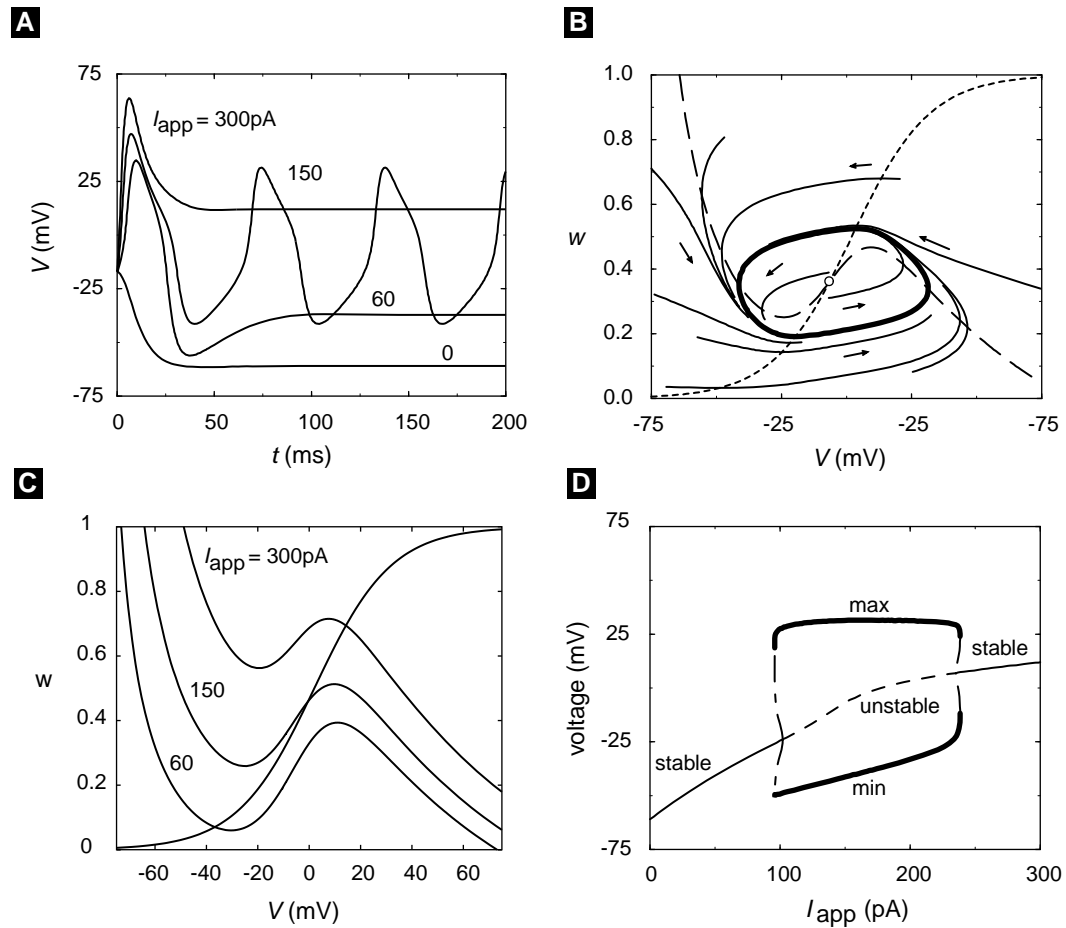 A
75
25
-25
-75
V (mV)
I app = 300pA
150
60
0
0
50
100
150
200
t (ms)
B
1.0
0.8
0.6
0.4
0.2
0.0
w
-75
-25
-25
-75
V (mV)
C
1
0.8
0.6
0.4
0.2
0
w
I app = 300pA
150
60
-60
-40
-20
0
20
40
60
V (mV)
D
75
25
-25
-75
voltage (mV)
max
stable
unstable
stable
min
0
100
200
300
I app (pA)